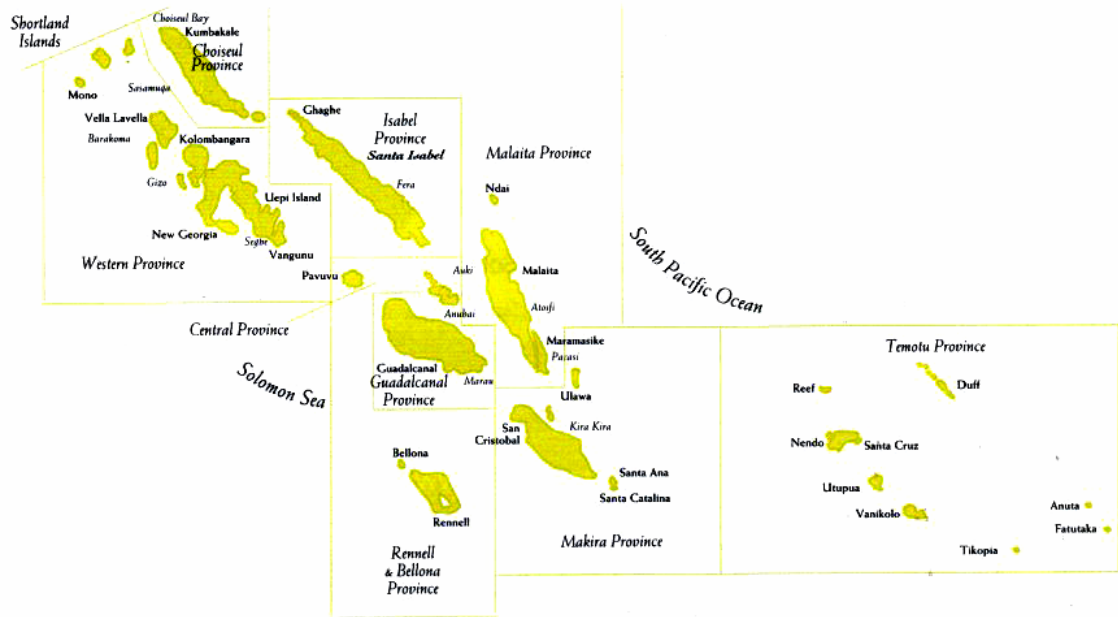 Shortland
Islands
Choiseul Bay
Kumbakale
Choiseul
Province
Mono
Sasamuqa
Vella Lavella
Barakoma
Kolombangara
Gizo
Uepi Island
New Georgia
Seghe
Vangunu
Western Province
Ghaghe
Isabel
Province
Santa Isabel
Fera
Malaita Province
Ndai
South Pacific Ocean
Pavuvu
Auki
Anuhai
Malaita
Atoifi
Central Province
Maramasike
Parasi
Solomon Sea
Guadalcanal
Marau
Guadalcanal
Province
Ulawa
San
Cristobal
Kira Kira
Bellona
Rennell
Santa Ana
Santa Catalina
Makira Province
Rennell
& Bellona
Province
Temotu Province
Reef
Duff
Nendo
Santa Cruz
Utupua
Vanikolo
Anuta
Fatutaka
Tikopia